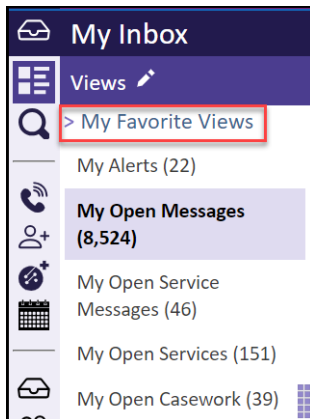 My Inbox
Views
> My Favorite Views
My Alerts (22)
My Open Messages
(8,524)
My Open Service
Messages (46)
My Open Services (151)
My Open Casework (39)